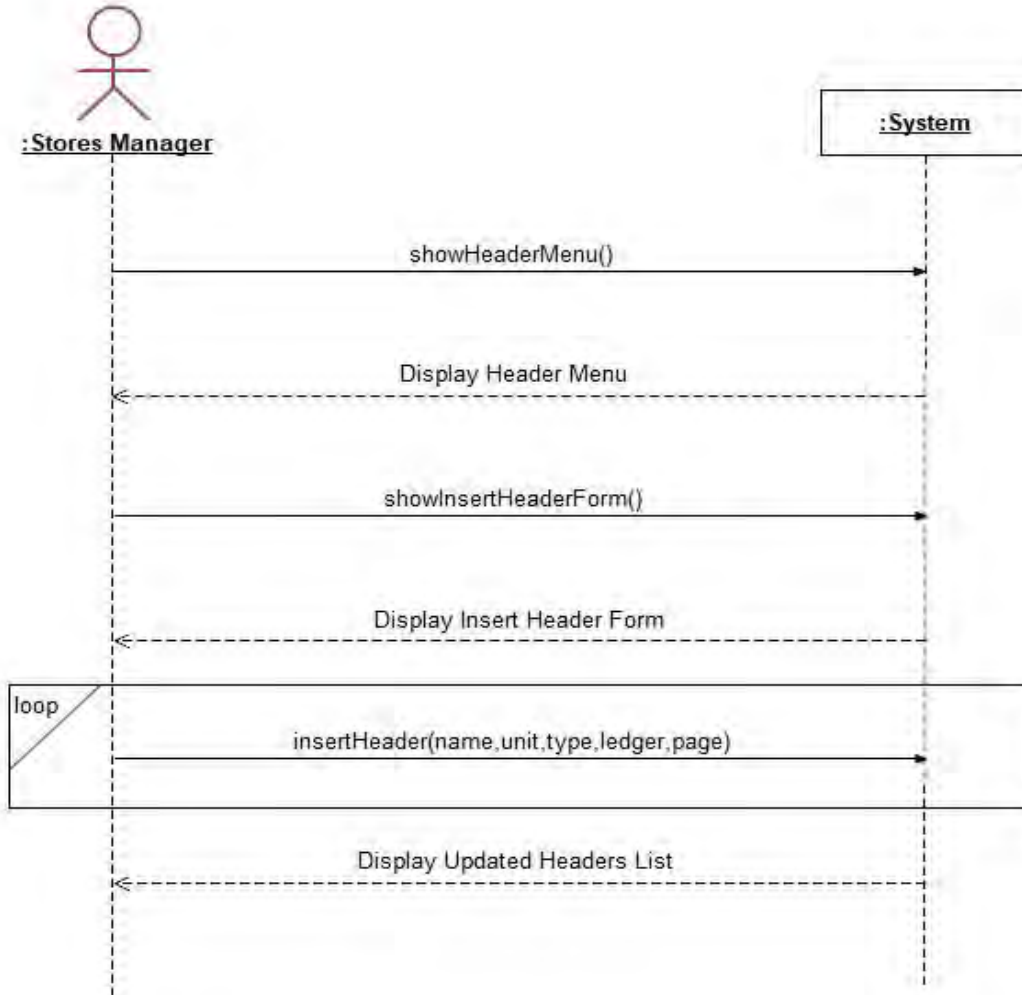 :Stores Manager
:System
showHeaderMenu()
Display Header Menu
showInsertHeaderForm()
Display Insert Header Form
loop
insertHeader(name,unit,type,ledger,page)
Display Updated Headers List